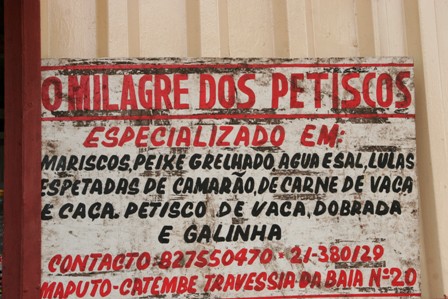 O MILAGRE DOS PETISCOS
ESPECIALIZADO EM:
MARISCOS, PEIXE GRELHADO, AGUA E SAL, LULAS
ESPETADAS DE CAMARÃO, DE CARNE DE VACA
E CAÇA. PETISCO DE VACA, DOBRADA
E GALINHA
CONTACTO: 827550470 • 21-380129
MAPUTO-CATEMBE TRAVESSIA DA BAIA Nº20